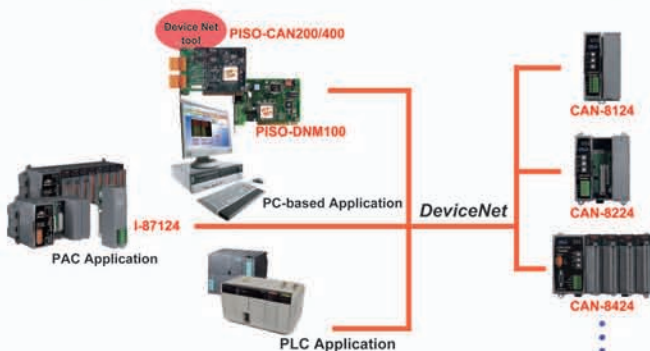 Device Net
tool
PISO-CAN200/400
PISO-DNM100
PC-based Application
I-87124
PAC Application
PLC Application
DeviceNet
CAN-8124
CAN-8224
CAN-8424